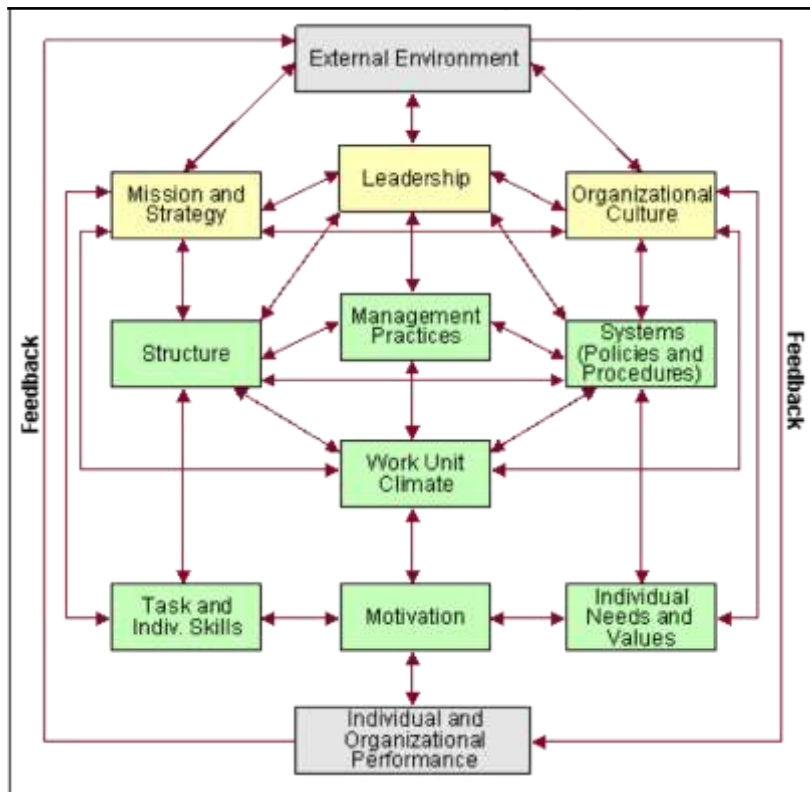 External Environment
Leadership
Mission and
Strategy
Organizational
Culture
Management
Practices
Structure
Systems
(Policies and
Procedures)
Feedback
Feedback
Work Unit
Climate
Task and
Indiv. Skills
Motivation
Individual
Needs and
Values
Individual and
Organizational
Performance